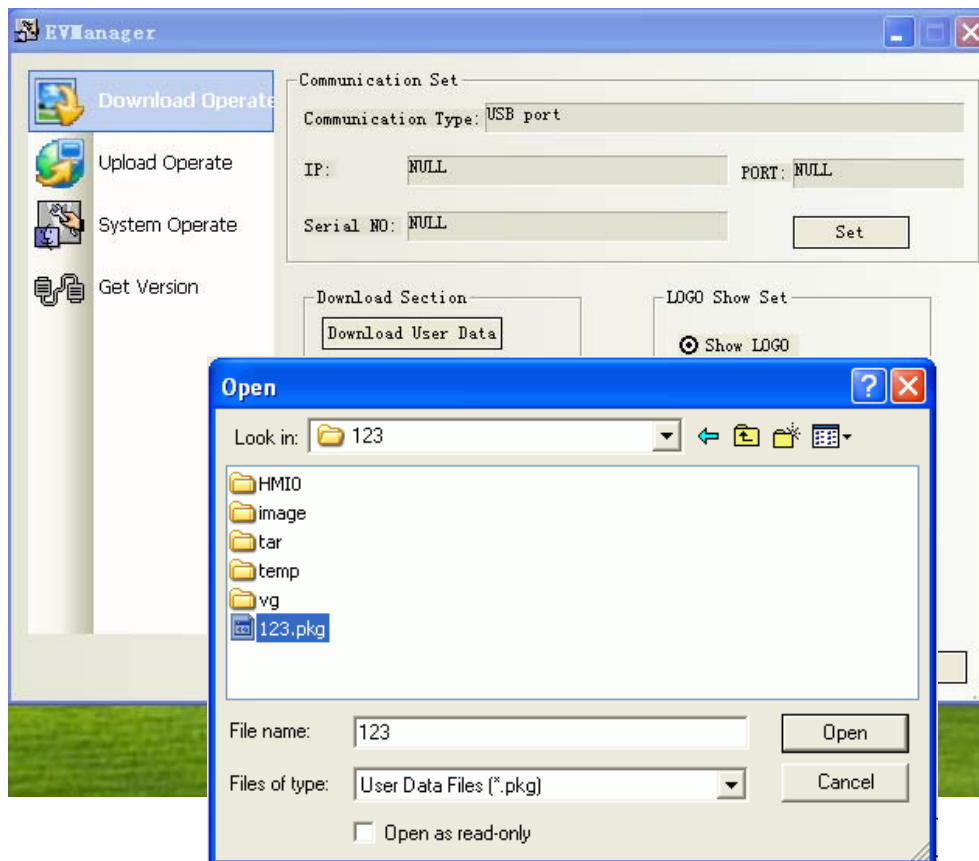 EVManager
Download Operate
Upload Operate
System Operate
Get Version
Communication Set
Communication Type: USB port
IP: NULL PORT: NULL
Serial NO: NULL Set
Download Section LOGO Show Set
Download User Data
Show LOGO
Open
Look in: 123
HMI0
image
tar
temp
vg
123.pkg
File name: 123 Open
Files of type: User Data Files (*.pkg) Cancel
Open as read-only